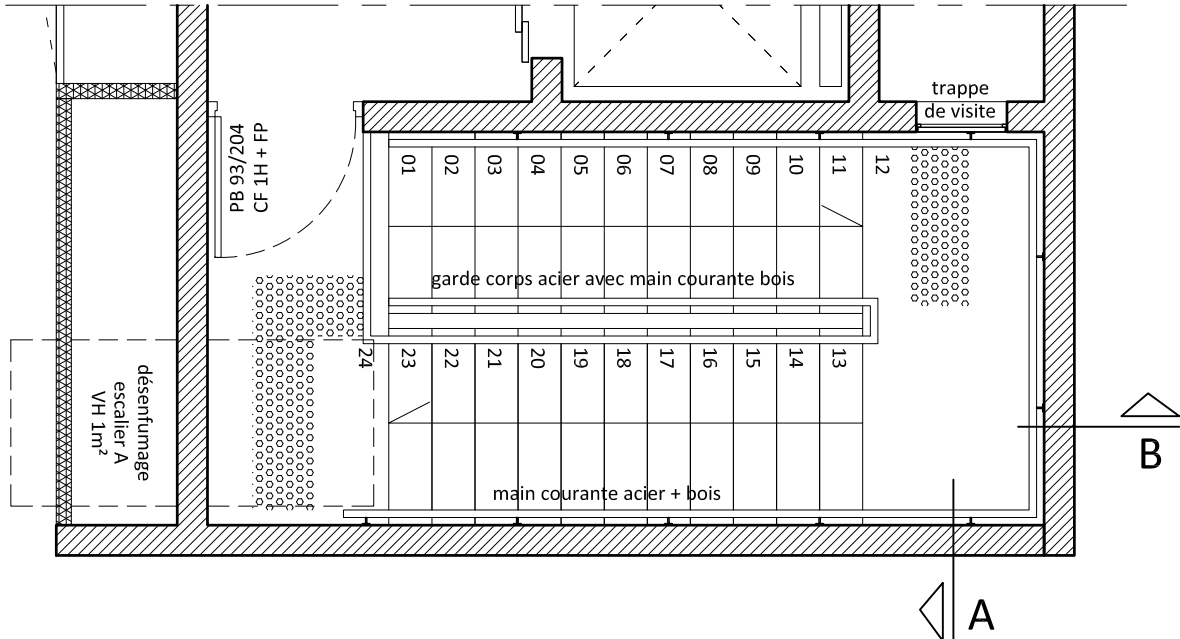 trappe
de visite
PB 93/204
CF 1H + FP
01 02 03 04 05 06 07 08 09 10 11 12
garde corps acier avec main courante bois
24 23 22 21 20 19 18 17 16 15 14 13
désenfumage
escalier A
VH 1m²
main courante acier + bois
B
A